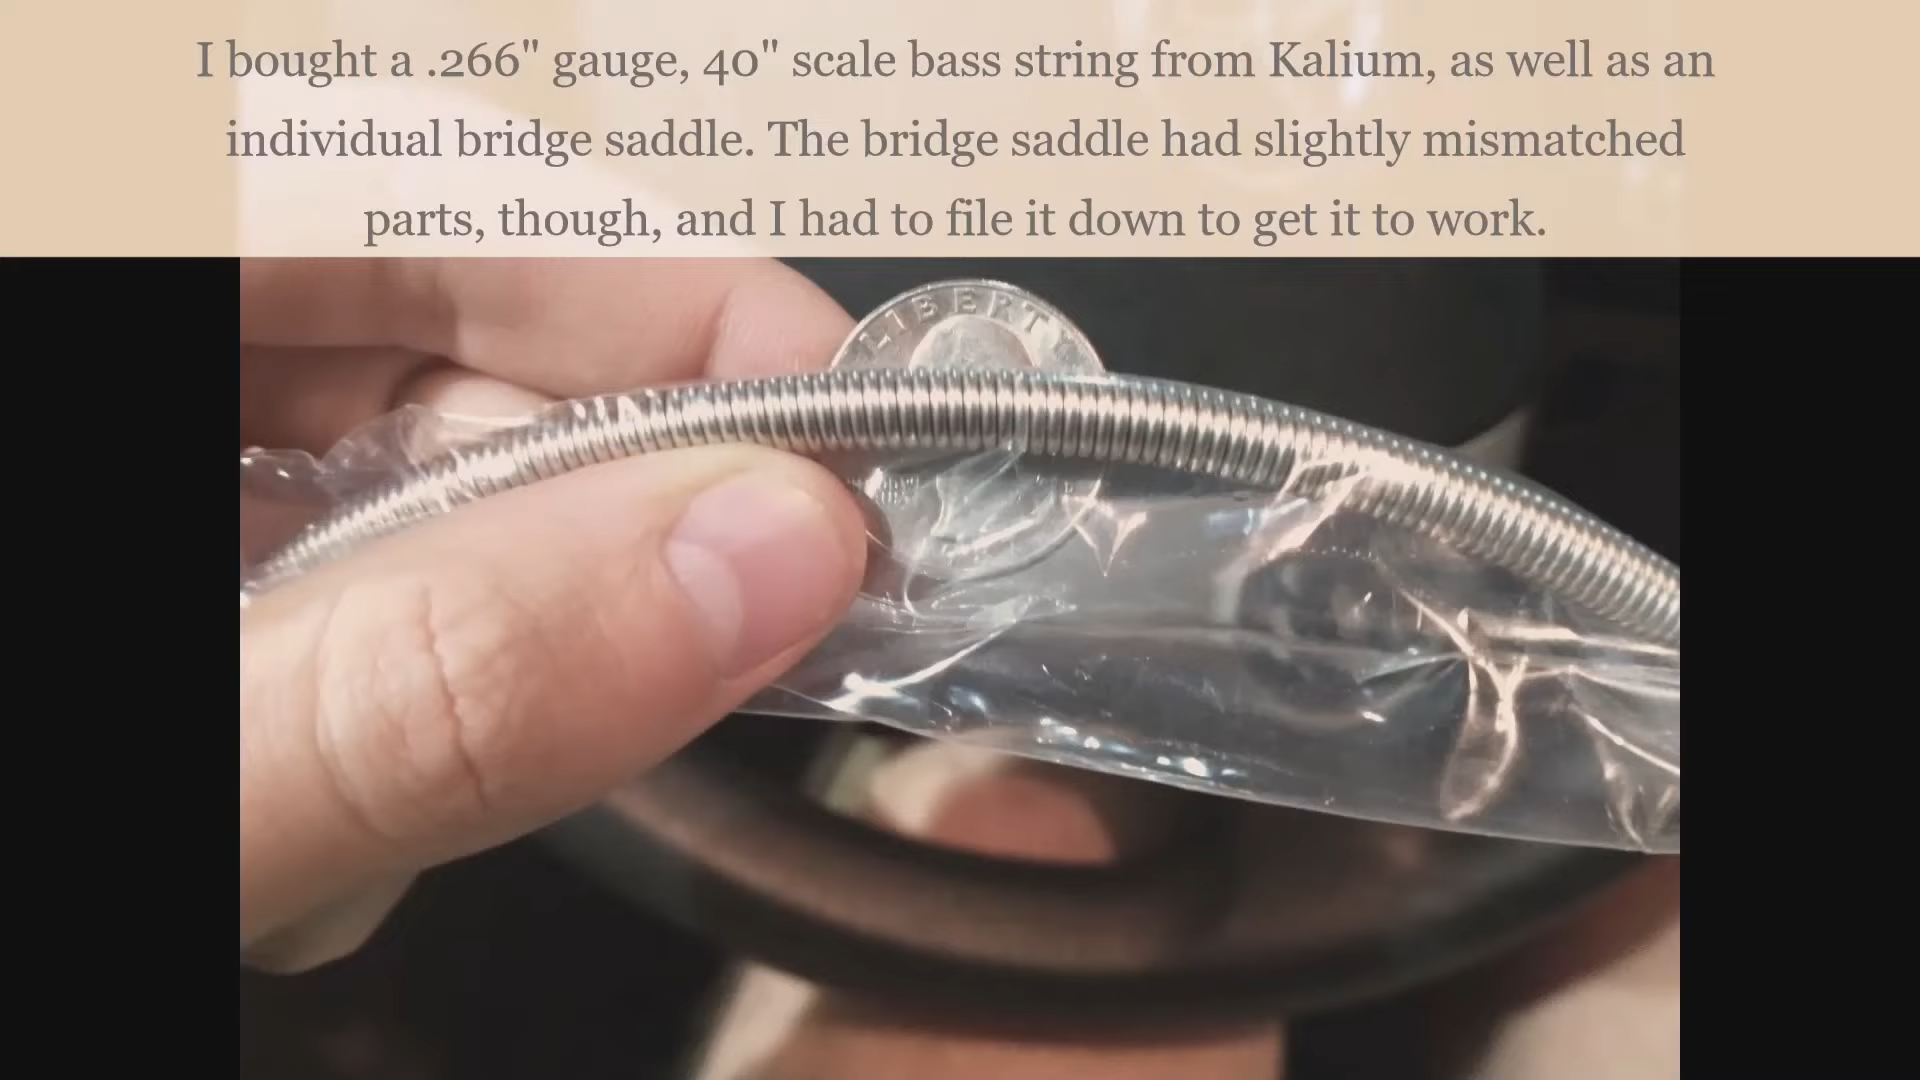 I bought a .266" gauge, 40" scale bass string from Kalium, as well as an
individual bridge saddle. The bridge saddle had slightly mismatched
parts, though, and I had to file it down to get it to work.
LIBERTY